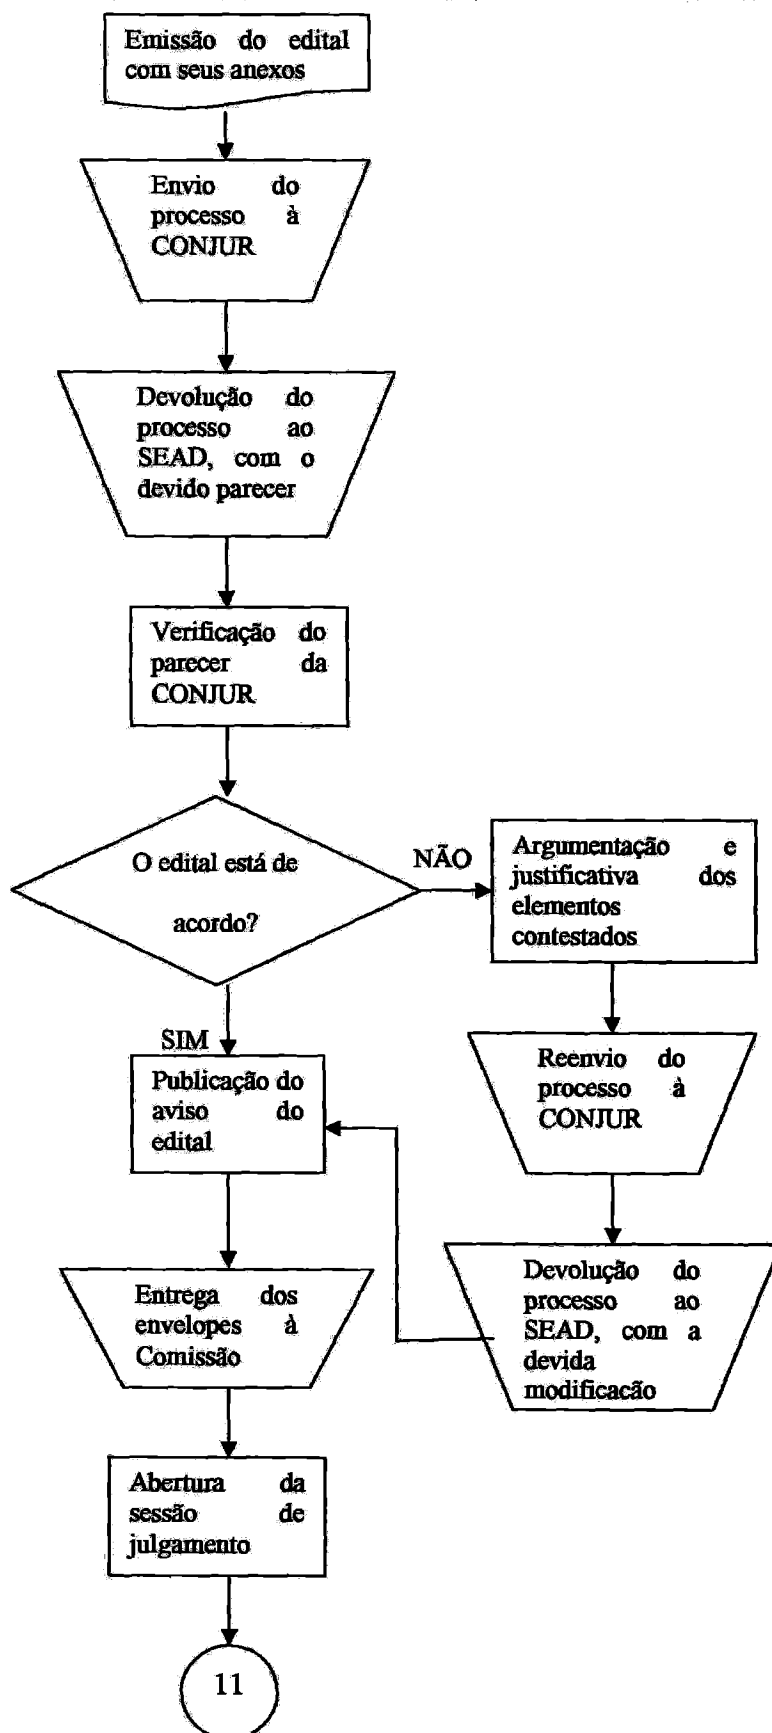 Emissão do edital
com seus anexos
Envio do
processo à
CONJUR
Devolução do
processo ao
SEAD, com o
devido parecer
Verificação do
parecer da
CONJUR
O edital está de
acordo?
NÃO
Argumentação e
justificativa dos
elementos
contestados
SIM
Publicação do
aviso do
edital
Reenvio do
processo à
CONJUR
Devolução do
processo ao
SEAD, com a
devida
modificação
Entrega dos
envelopes à
Comissão
Abertura da
sessão de
julgamento
11